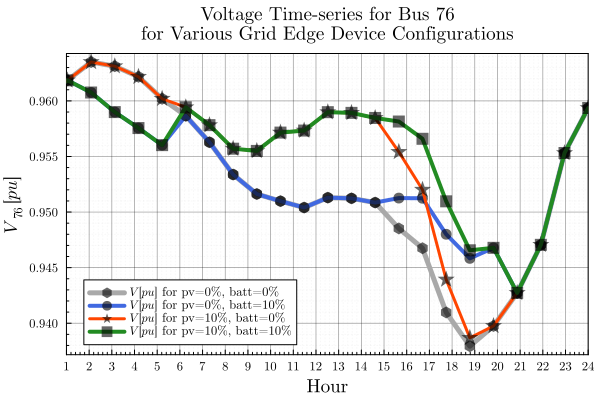 Voltage Time-series for Bus 76
for Various Grid Edge Device Configurations
V76 [pu]
0.960
0.955
0.950
0.945
0.940
V[pu] for pv=0%, batt=0%
V[pu] for pv=0%, batt=10%
V[pu] for pv=10%, batt=0%
V[pu] for pv=10%, batt=10%
1 2 3 4 5 6 7 8 9 10 11 12 13 14 15 16 17 18 19 20 21 22 23 24
Hour